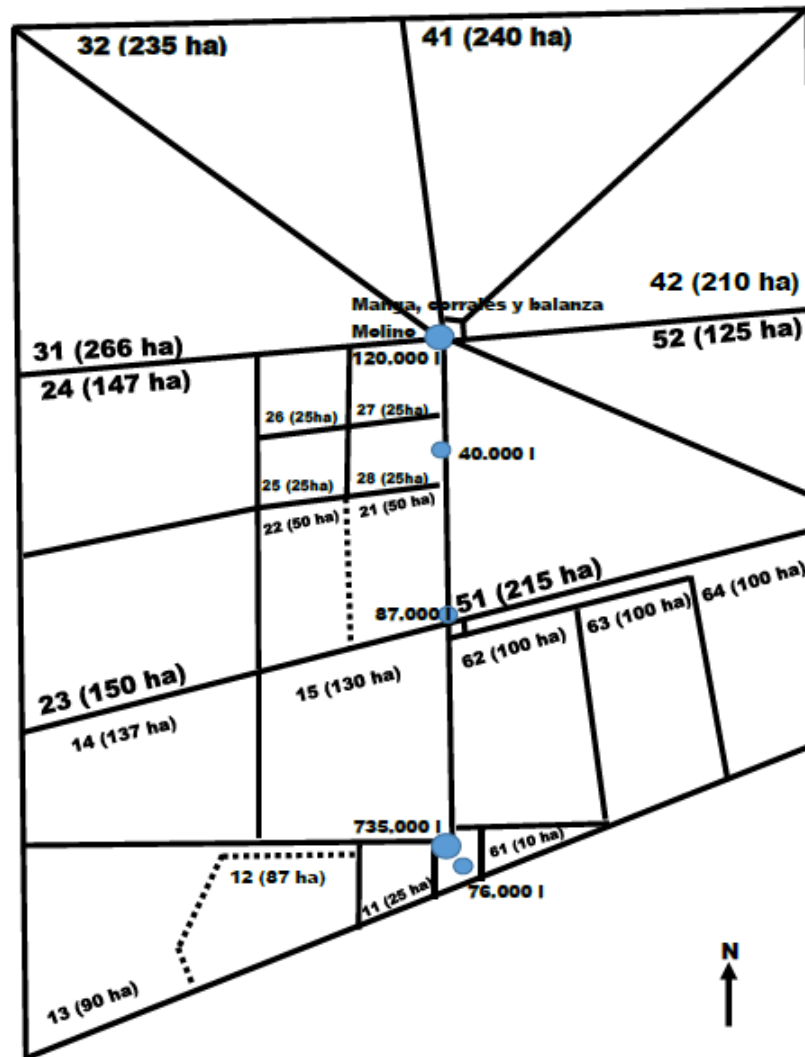 32 (235 ha)
41 (240 ha)
42 (210 ha)
Manga, corrales y balanza
Molino
52 (125 ha)
31 (266 ha)
120.000 l
24 (147 ha)
26 (25ha)
27 (25ha)
40.000 l
25 (25ha)
28 (25ha)
22 (50 ha)
21 (50 ha)
51 (215 ha)
87.000 l
64 (100 ha)
63 (100 ha)
62 (100 ha)
23 (150 ha)
15 (130 ha)
14 (137 ha)
735.000 l
61 (10 ha)
12 (87 ha)
11 (25 ha)
76.000 l
13 (90 ha)
N